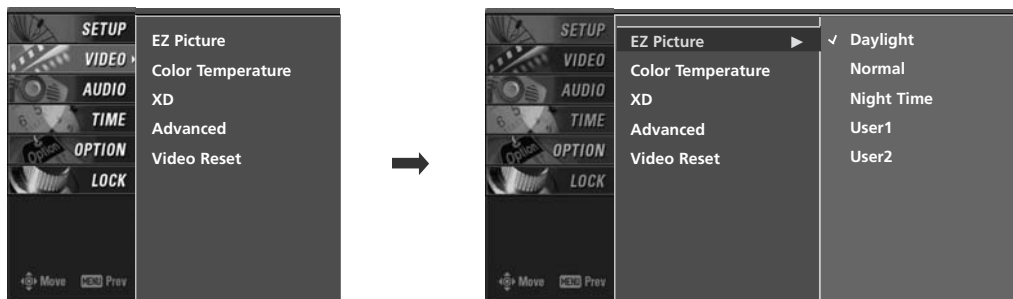 SETUP
VIDEO
AUDIO
TIME
OPTION
LOCK
EZ Picture
Color Temperature
XD
Advanced
Video Reset
Move MENU Prev
SETUP
VIDEO
AUDIO
TIME
OPTION
LOCK
EZ Picture
Color Temperature
XD
Advanced
Video Reset
Daylight
Normal
Night Time
User1
User2
Move MENU Prev